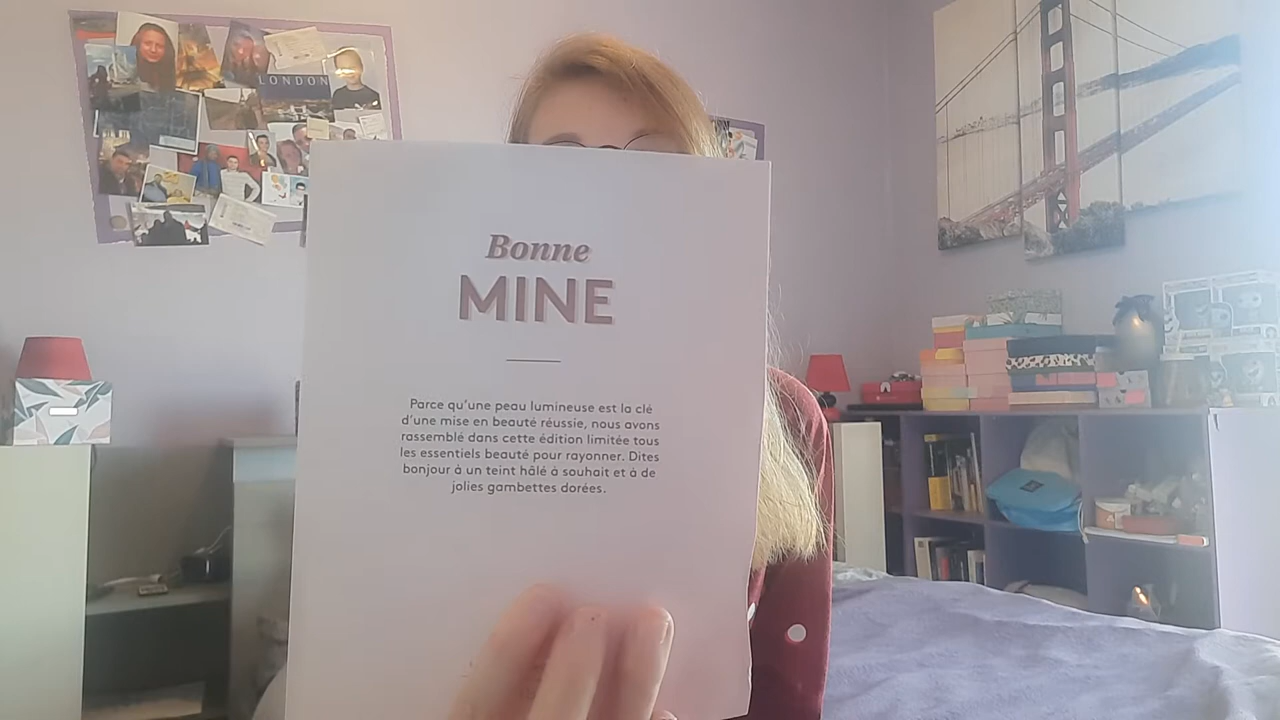 LONDON
Bonne
MINE
Parce qu'une peau lumineuse est la clé
d'une mise en beauté réussie, nous avons
rassemblé dans cette édition limitée tous
les essentiels beauté pour rayonner. Dites
bonjour à un teint hâlé à souhait et à de
jolies gambettes dorées.